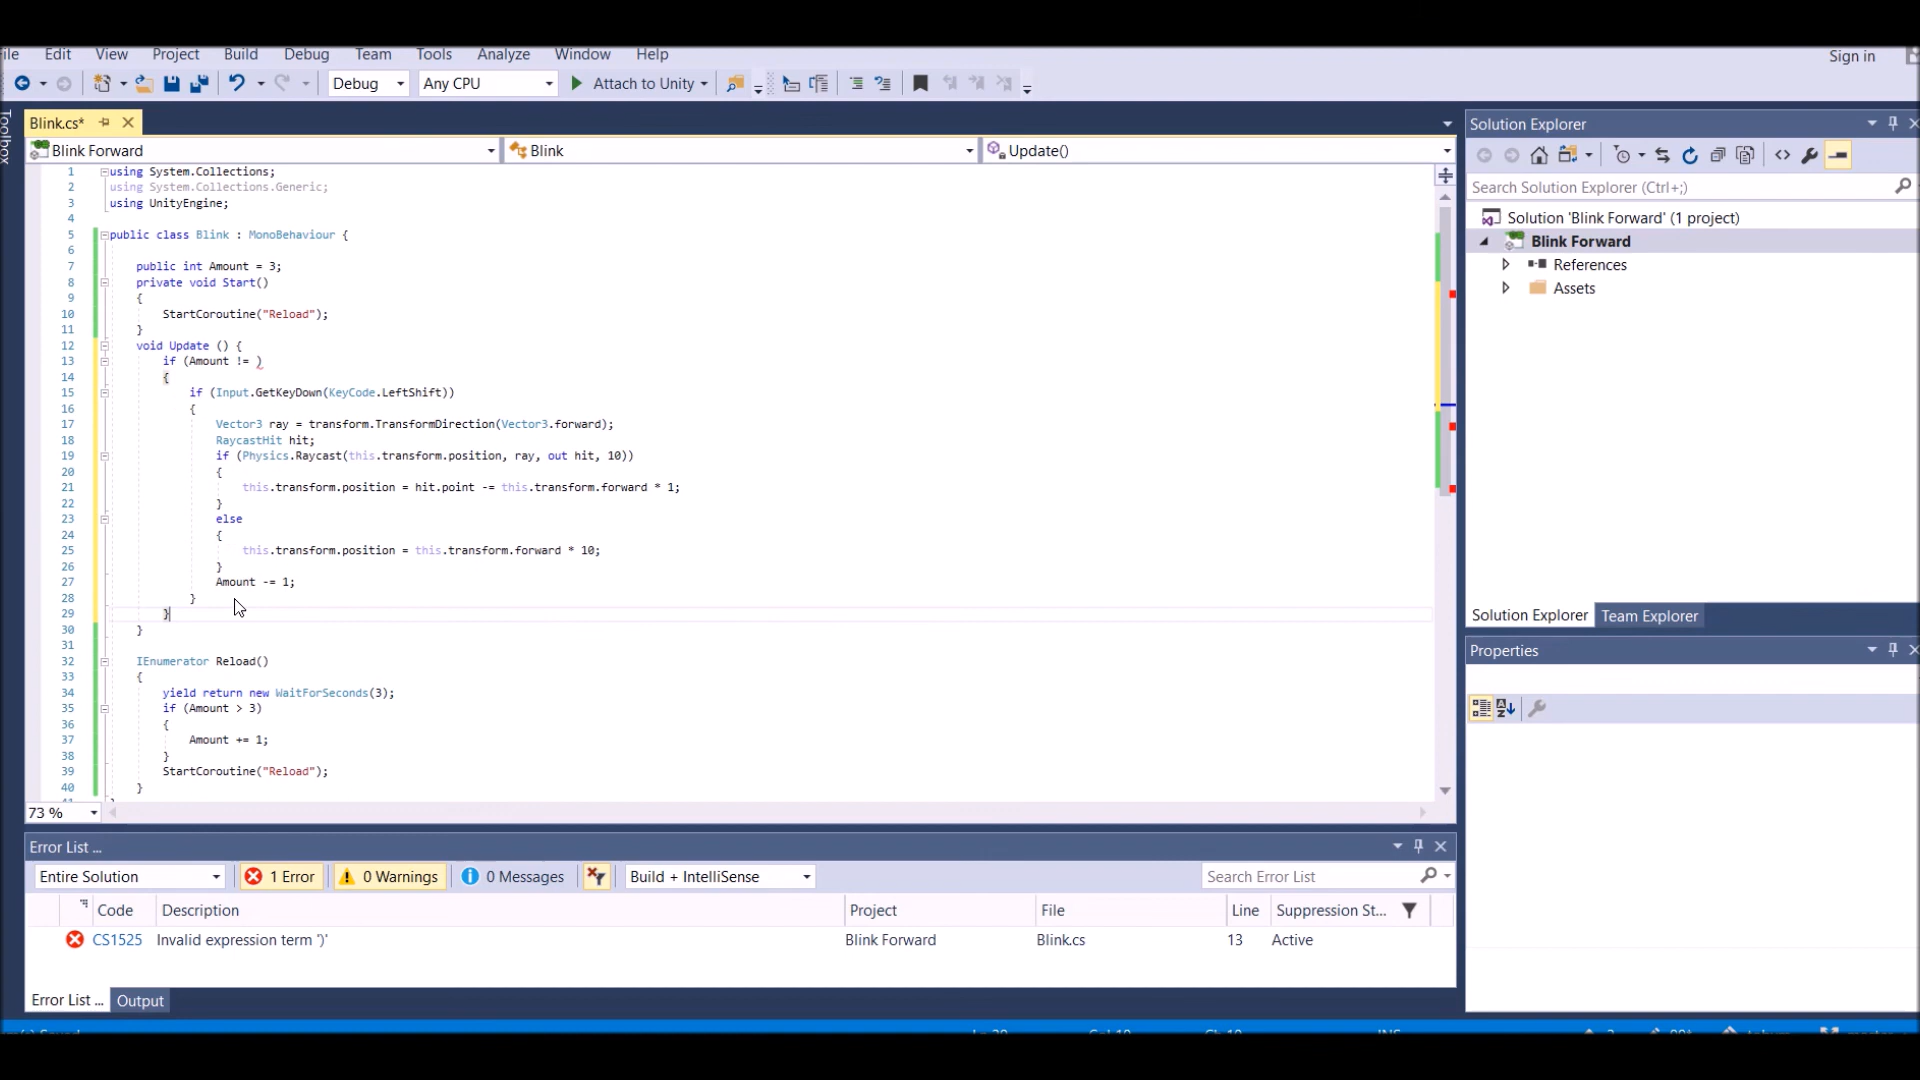 ile Edit View Project Build Debug Team Tools Analyze Window Help Sign in
Debug Any CPU Attach to Unity
Toolbox
Blink.cs*
Blink Forward Blink Update()
1 using System.Collections;
2 using System.Collections.Generic;
3 using UnityEngine;
4
5 public class Blink : MonoBehaviour {
6
7 public int Amount = 3;
8 private void Start()
9 {
10 StartCoroutine("Reload");
11 }
12 void Update () {
13 if (Amount != )
14 {
15 if (Input.GetKeyDown(KeyCode.LeftShift))
16 {
17 Vector3 ray = transform.TransformDirection(Vector3.forward);
18 RaycastHit hit;
19 if (Physics.Raycast(this.transform.position, ray, out hit, 10))
20 {
21 this.transform.position = hit.point -= this.transform.forward * 1;
22 }
23 else
24 {
25 this.transform.position = this.transform.forward * 10;
26 }
27 Amount -= 1;
28 }
29 }
30 }
31
32 IEnumerator Reload()
33 {
34 yield return new WaitForSeconds(3);
35 if (Amount > 3)
36 {
37 Amount += 1;
38 }
39 StartCoroutine("Reload");
40 }
73 %
Solution Explorer
Search Solution Explorer (Ctrl+;)
Solution 'Blink Forward' (1 project)
Blink Forward
References
Assets
Solution Explorer Team Explorer
Properties
Error List ...
Entire Solution 1 Error 0 Warnings 0 Messages Build + IntelliSense Search Error List
Code Description Project File Line Suppression St...
CS1525 Invalid expression term ')' Blink Forward Blink.cs 13 Active
Error List ... Output